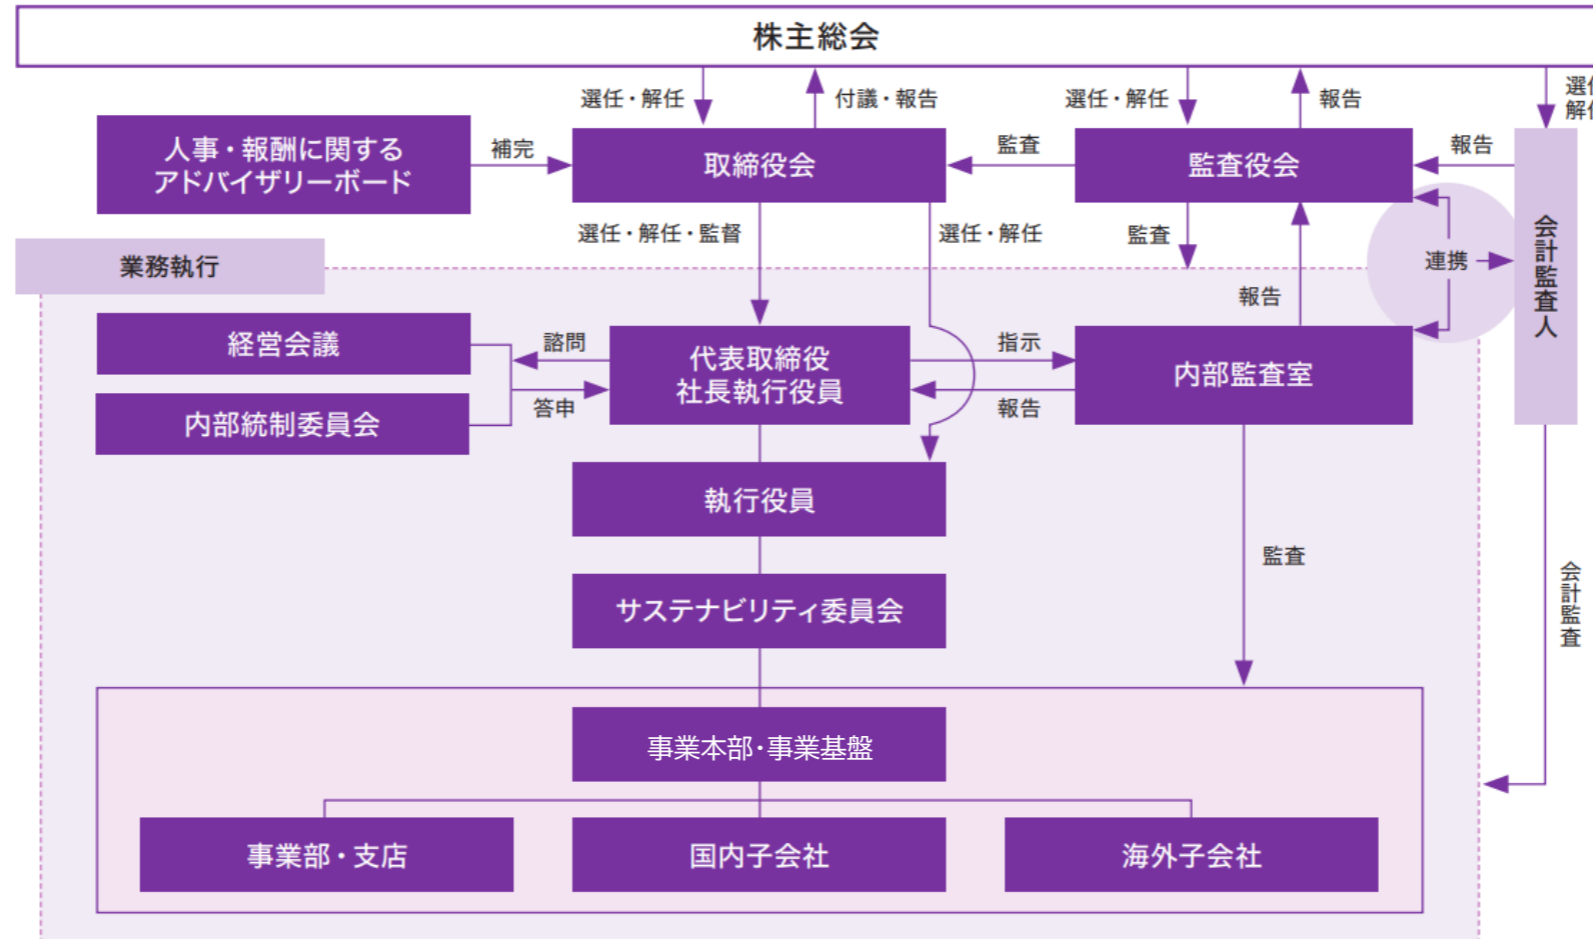 株主総会
選任・解任
付議・報告
選任・解任
報告
人事・報酬に関する
アドバイザリーボード
補完
取締役会
監査
監査役会
報告
選任・解任・監督
選任・解任
監査
連携
会計監査人
業務執行
報告
経営会議
諮問
代表取締役
社長執行役員
指示
内部監査室
内部統制委員会
答申
報告
執行役員
監査
会計監査
サステナビリティ委員会
事業本部・事業基盤
事業部・支店
国内子会社
海外子会社